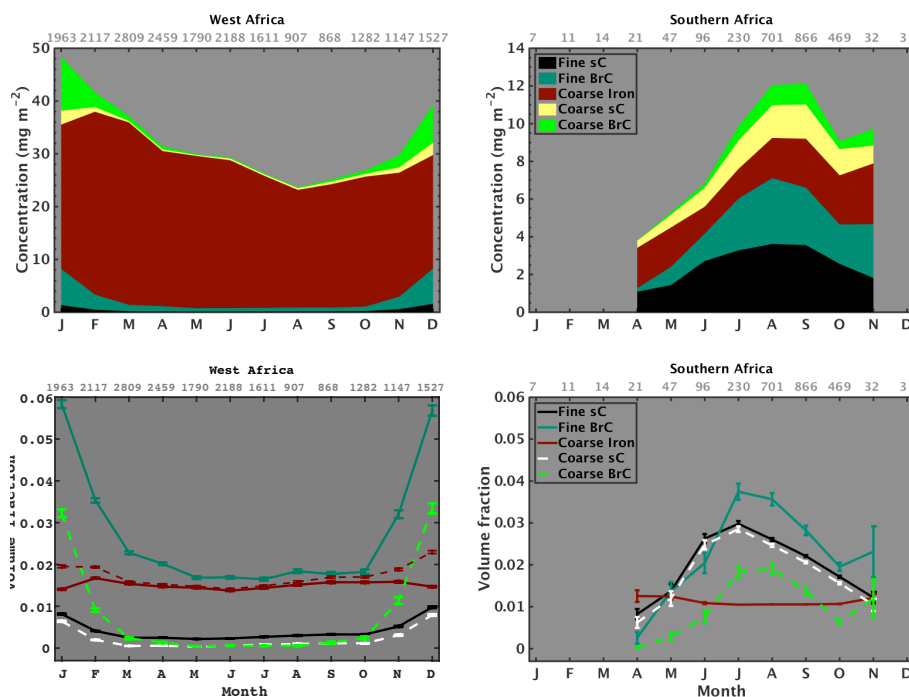 West Africa
1963 2117 2809 2459 1790 2188 1611 907 868 1282 1147 1527
50
40
30
20
10
0
Concentration (mg m−2)
J F M A M J J A S O N D
Southern Africa
7 11 14 21 47 96 230 701 866 469 32 3
14
12
10
8
6
4
2
0
Concentration (mg m−2)
Fine sC
Fine BrC
Coarse Iron
Coarse sC
Coarse BrC
J F M A M J J A S O N D
West Africa
1963 2117 2809 2459 1790 2188 1611 907 868 1282 1147 1527
0.06
0.05
0.04
0.03
0.02
0.01
0
Volume fraction
J F M A M J J A S O N D
Month
Southern Africa
7 11 14 21 47 96 230 701 866 469 32 3
0.06
0.05
0.04
0.03
0.02
0.01
0
Volume fraction
Fine sC
Fine BrC
Coarse Iron
Coarse sC
Coarse BrC
J F M A M J J A S O N D
Month